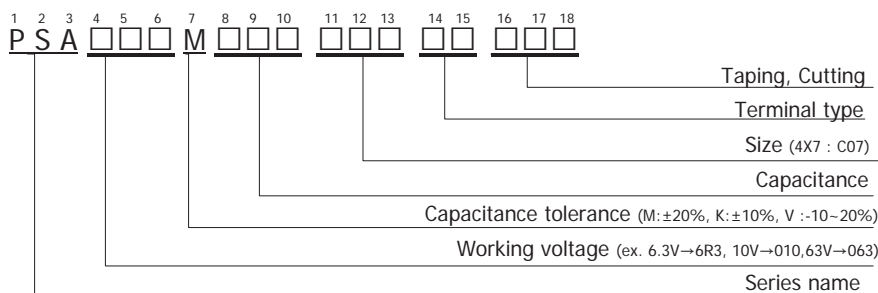 1 2 3 4 5 6 7 8 9 10 11 12 13 14 15 16 17 18
P S A □□□ M □□□ □□□ □□ □□□
Taping, Cutting
Terminal type
Size (4X7 : C07)
Capacitance
Capacitance tolerance (M:±20%, K:±10%, V :-10~20%)
Working voltage (ex. 6.3V→6R3, 10V→010,63V→063)
Series name